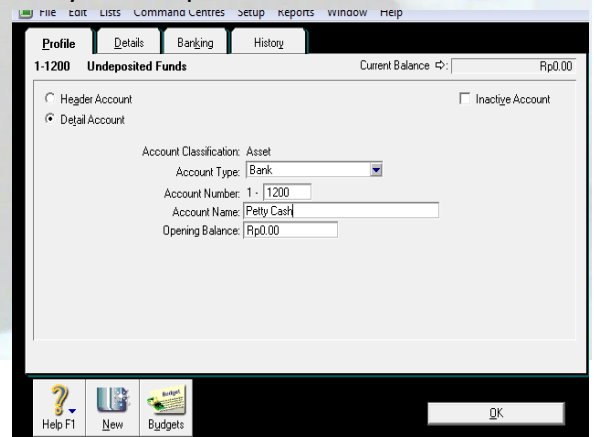 File Edit Lists Command Centres Setup Reports Window Help
Profile Details Banking History
1-1200 Undeposited Funds Current Balance ⇨: Rp0.00
Header Account Inactive Account
Detail Account
Account Classification: Asset
Account Type: Bank
Account Number: 1 - 1200
Account Name: Petty Cash
Opening Balance: Rp0.00
Budget
Help F1 New Budgets OK